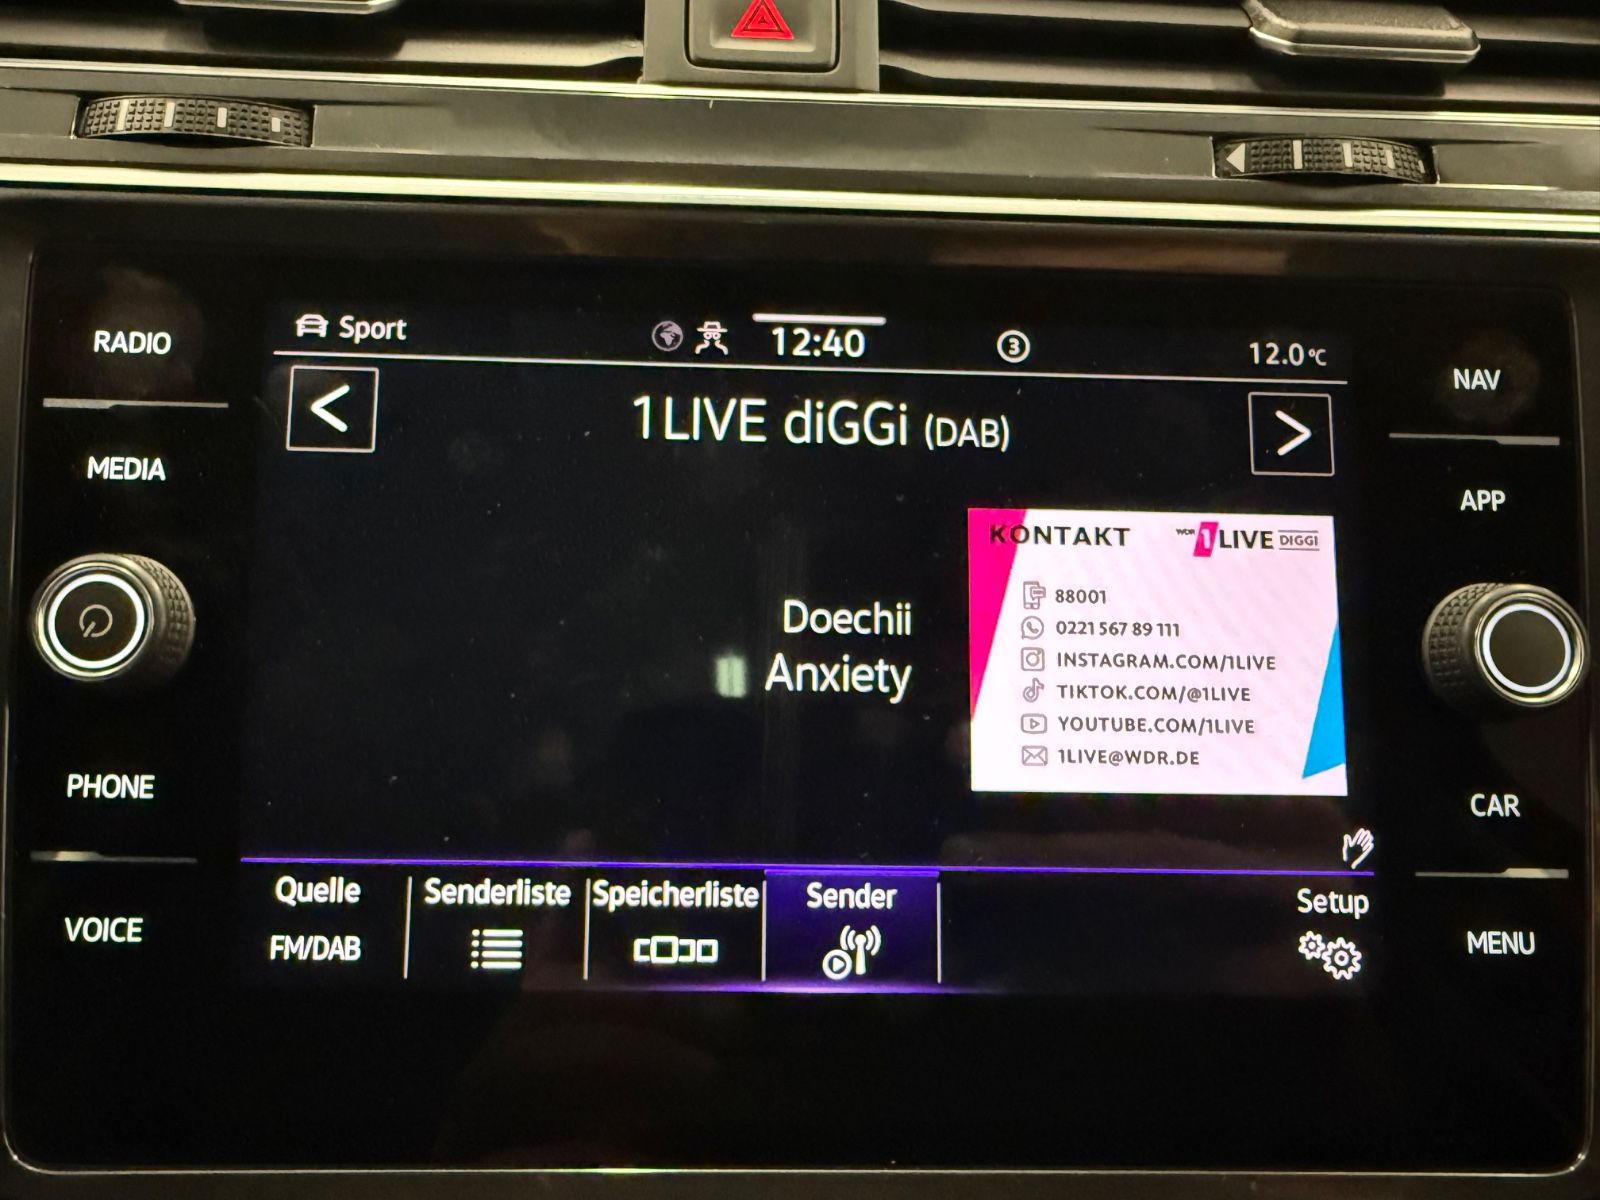 RADIO
MEDIA
PHONE
VOICE
Sport
12:40
3
12.0°C
<
1LIVE diGGi (DAB)
>
Doechii
Anxiety
KONTAKT
WDR 1LIVE DIGGI
88001
0221 567 89 111
INSTAGRAM.COM/1LIVE
TIKTOK.COM/@1LIVE
YOUTUBE.COM/1LIVE
1LIVE@WDR.DE
Quelle
FM/DAB
Senderliste
Speicherliste
Sender
Setup
NAV
APP
CAR
MENU